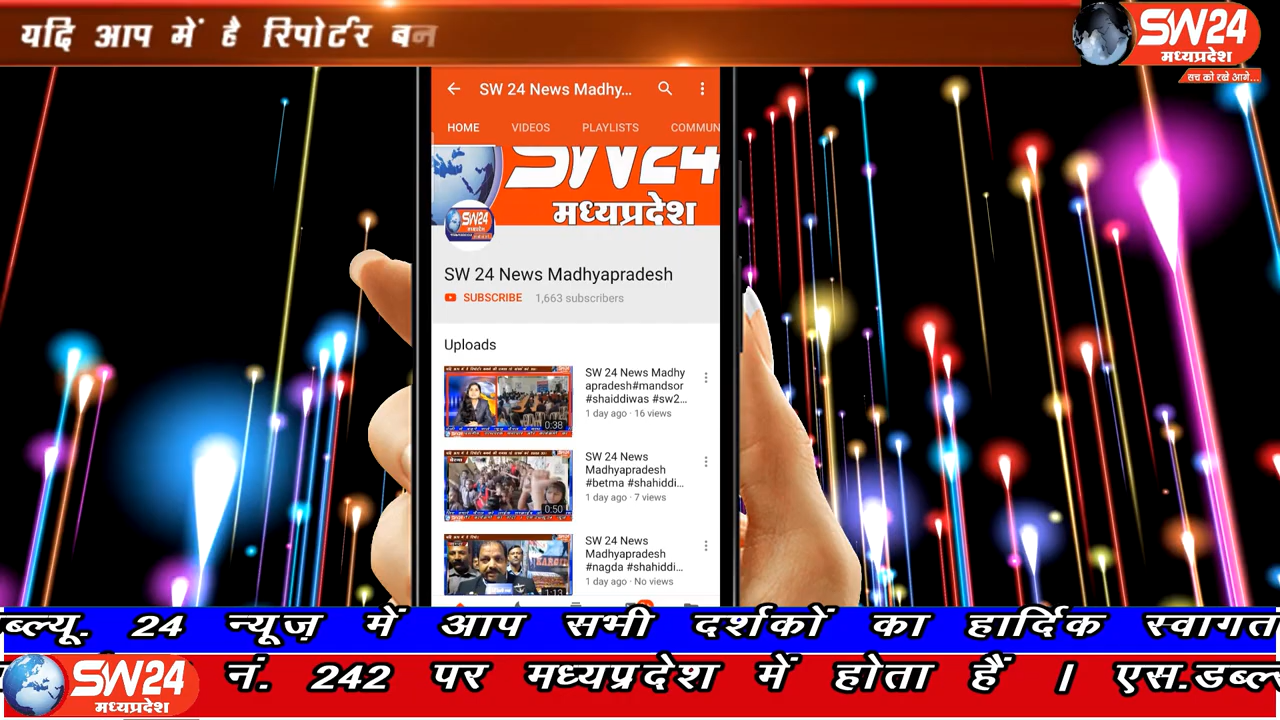 यदि आप में है रिपोर्टर बन
SW24
मध्यप्रदेश
सच को रखे आगे...
SW 24 News Madhy...
HOME VIDEOS PLAYLISTS COMMUN
SW24
मध्यप्रदेश
SW24
SW 24 News Madhyapradesh
SUBSCRIBE 1,663 subscribers
Uploads
SW 24 News Madhy
apradesh#mandsor
#shaiddiwas #sw2...
1 day ago · 16 views
0:38
SW 24 News
Madhyapradesh
#betma #shahiddi...
1 day ago · 7 views
0:50
SW 24 News
Madhyapradesh
#nagda #shahiddi...
1 day ago · No views
1:13
ब्ल्यू. 24 न्यूज़ में आप सभी दर्शकों का हार्दिक स्वागत
नं. 242 पर मध्यप्रदेश में होता हैं । एस.डब्ल्
SW24
मध्यप्रदेश